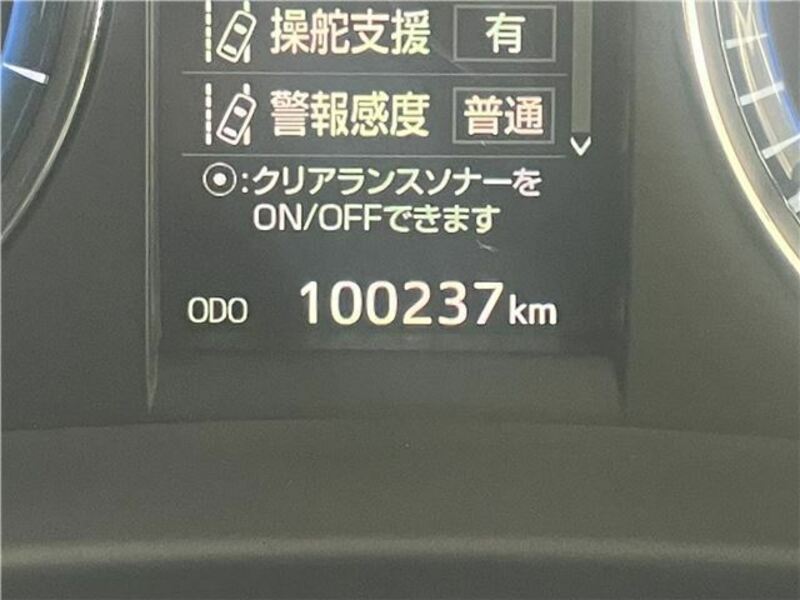 操舵支援 有
警報感度 普通
⦿:クリアランスソナーを
ON/OFFできます
ODO 100237km